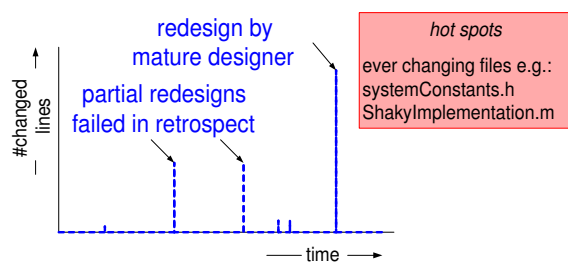 redesign by
mature designer
partial redesigns
failed in retrospect
#changed
lines
time
hot spots
ever changing files e.g.:
systemConstants.h
ShakyImplementation.m